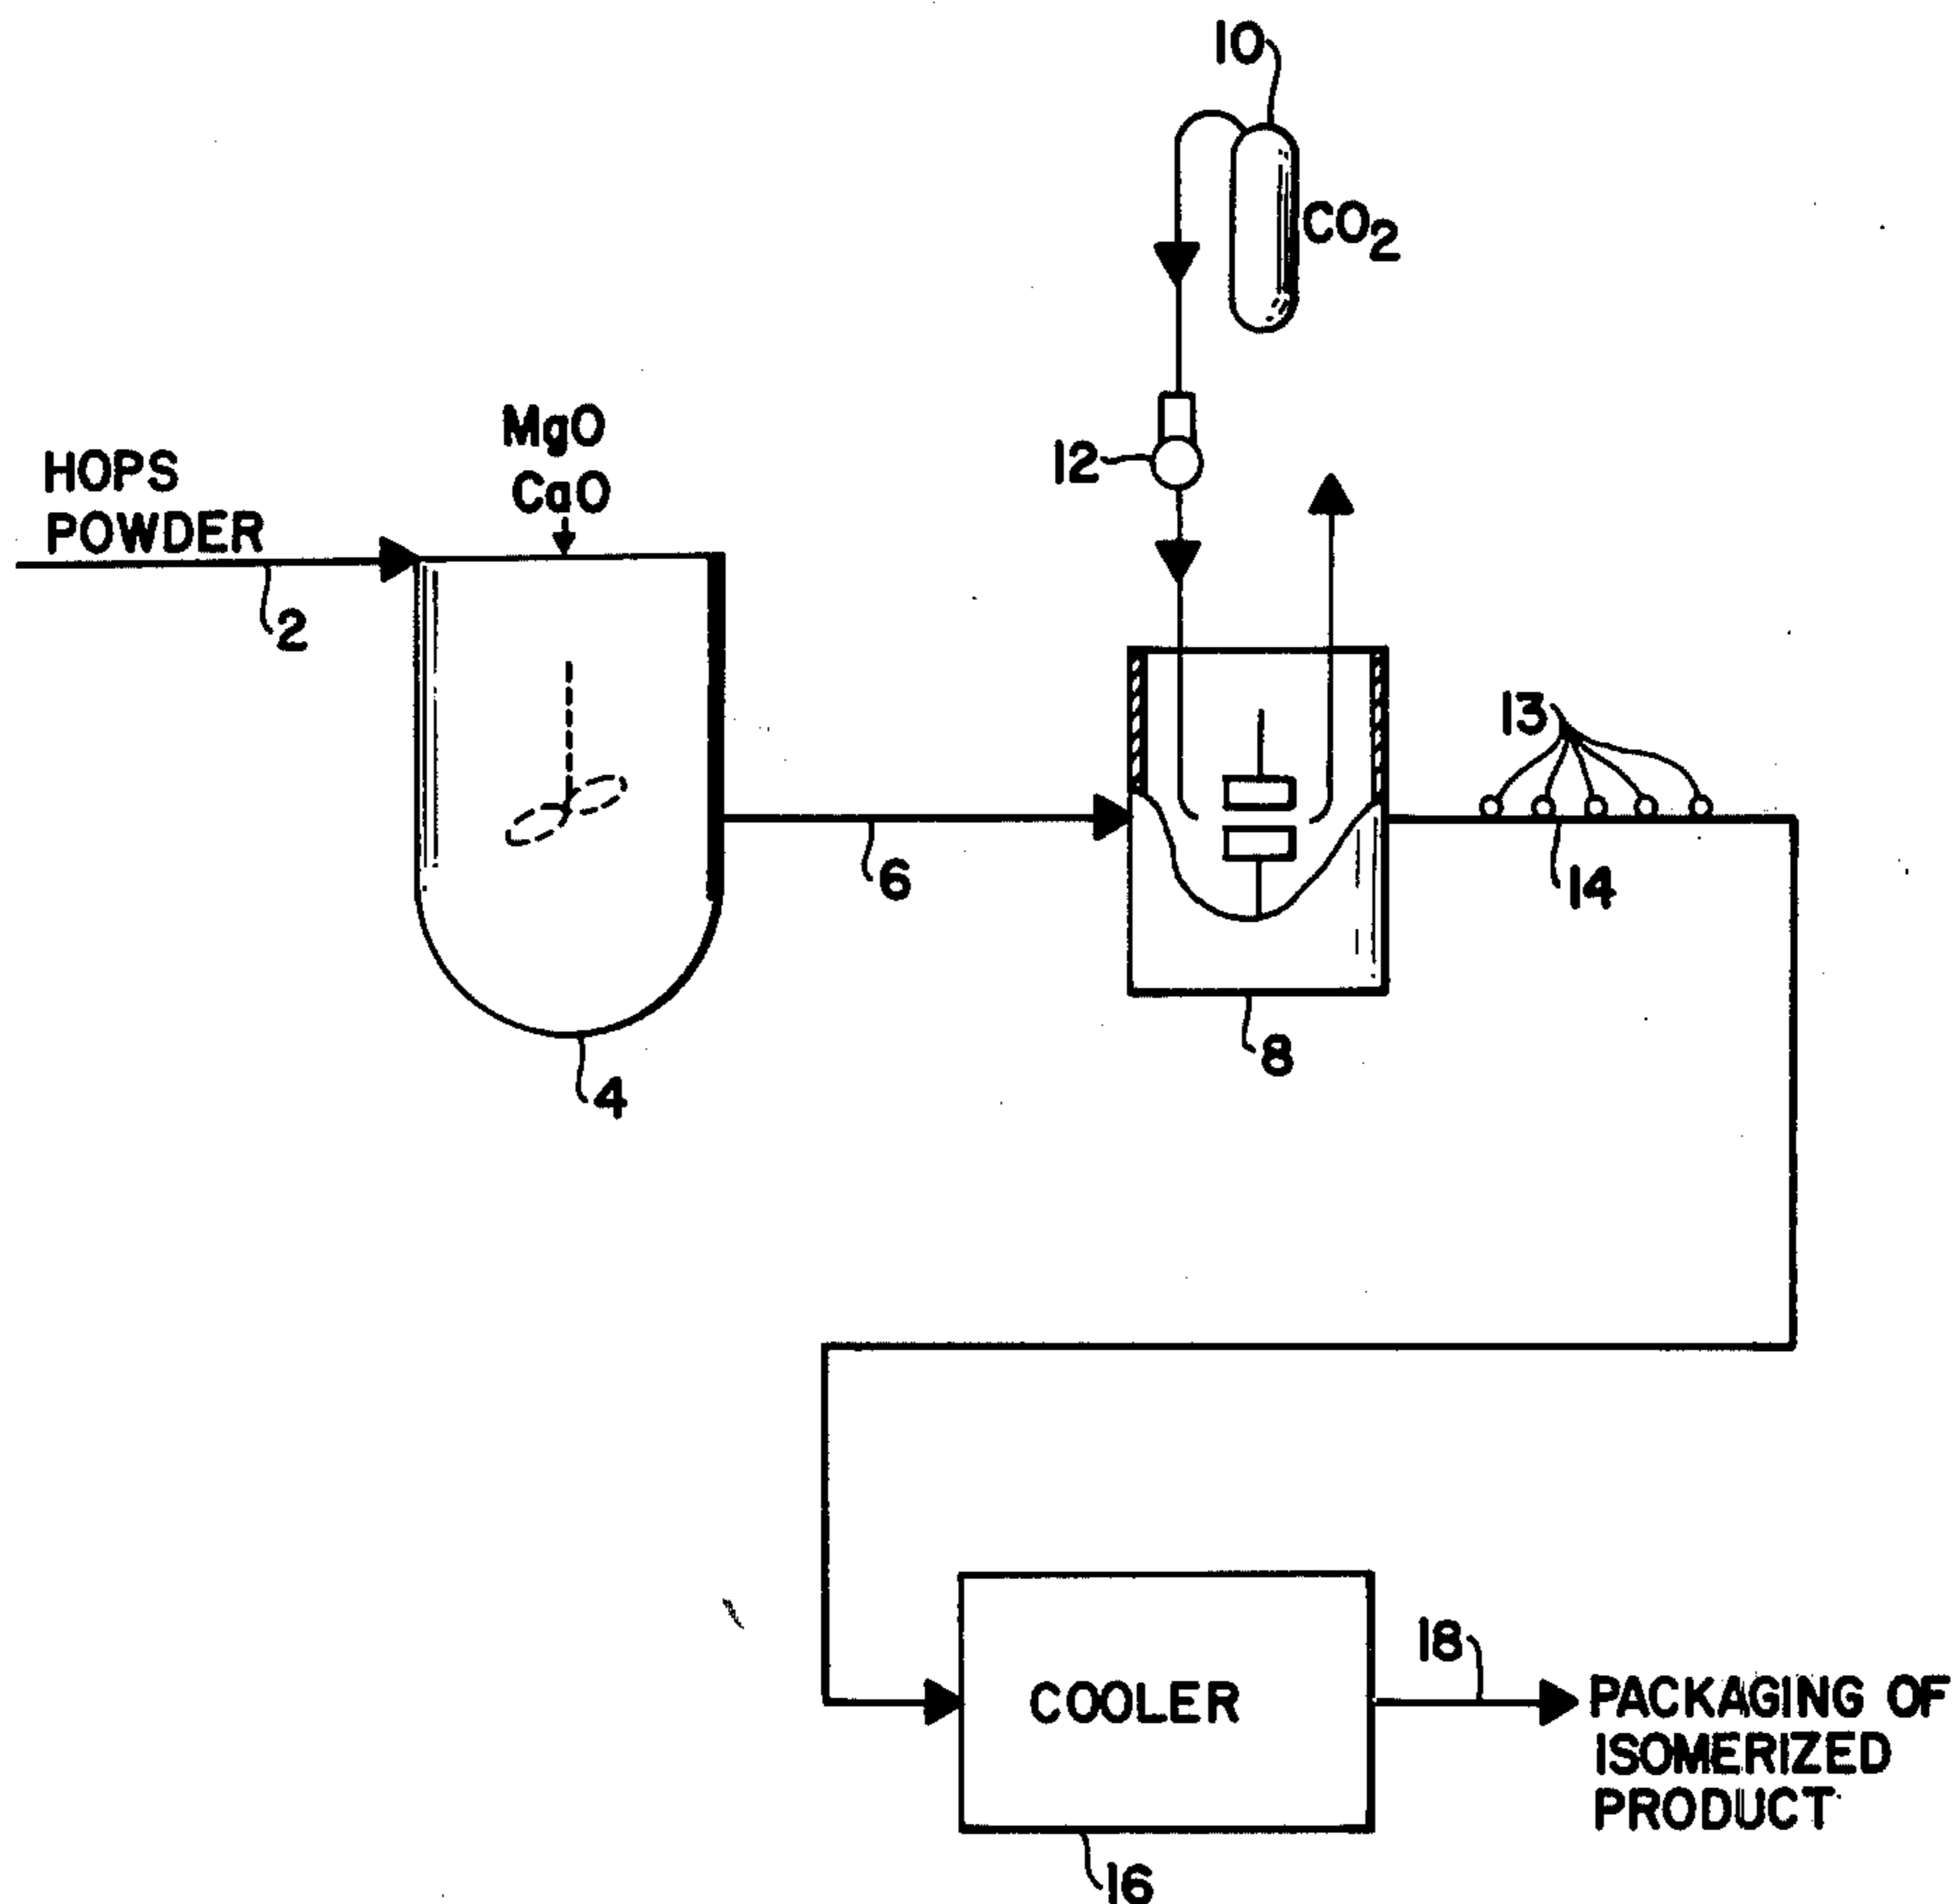 10
CO2
MgO
CaO
HOPS
POWDER
12
2
13
6
14
8
4
18
COOLER
PACKAGING OF
ISOMERIZED
PRODUCT
16